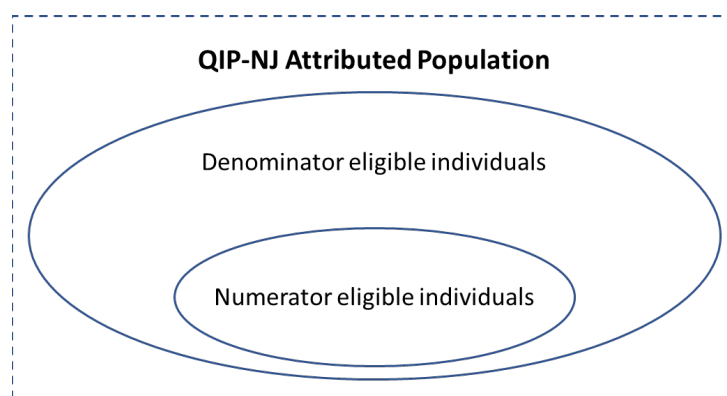 QIP-NJ Attributed Population
Denominator eligible individuals
Numerator eligible individuals